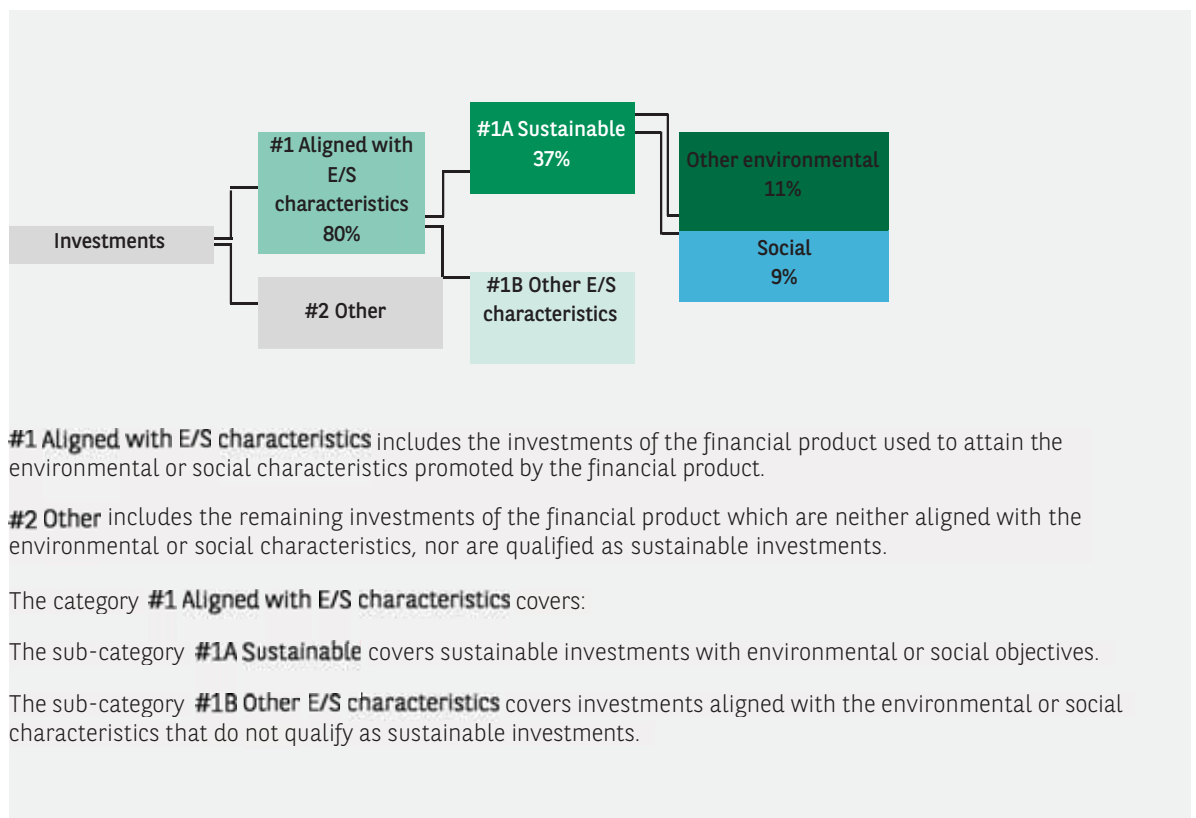 Investments
#1 Aligned with
E/S
characteristics
80%
#2 Other
#1A Sustainable
37%
#1B Other E/S
characteristics
Other environmental
11%
Social
9%
#1 Aligned with E/S characteristics includes the investments of the financial product used to attain the
environmental or social characteristics promoted by the financial product.
#2 Other includes the remaining investments of the financial product which are neither aligned with the
environmental or social characteristics, nor are qualified as sustainable investments.
The category #1 Aligned with E/S characteristics covers:
The sub-category #1A Sustainable covers sustainable investments with environmental or social objectives.
The sub-category #1B Other E/S characteristics covers investments aligned with the environmental or social
characteristics that do not qualify as sustainable investments.